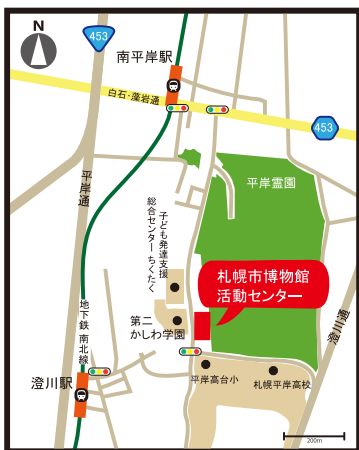 N
453
南平岸駅
白石・藻岩通
453
平岸霊園
平岸通
子ども発達支援
総合センターちくたく
札幌市博物館
活動センター
第二
かしわ学園
地下鉄 南北線
澄川通
澄川駅
平岸高台小
札幌平岸高校
200m